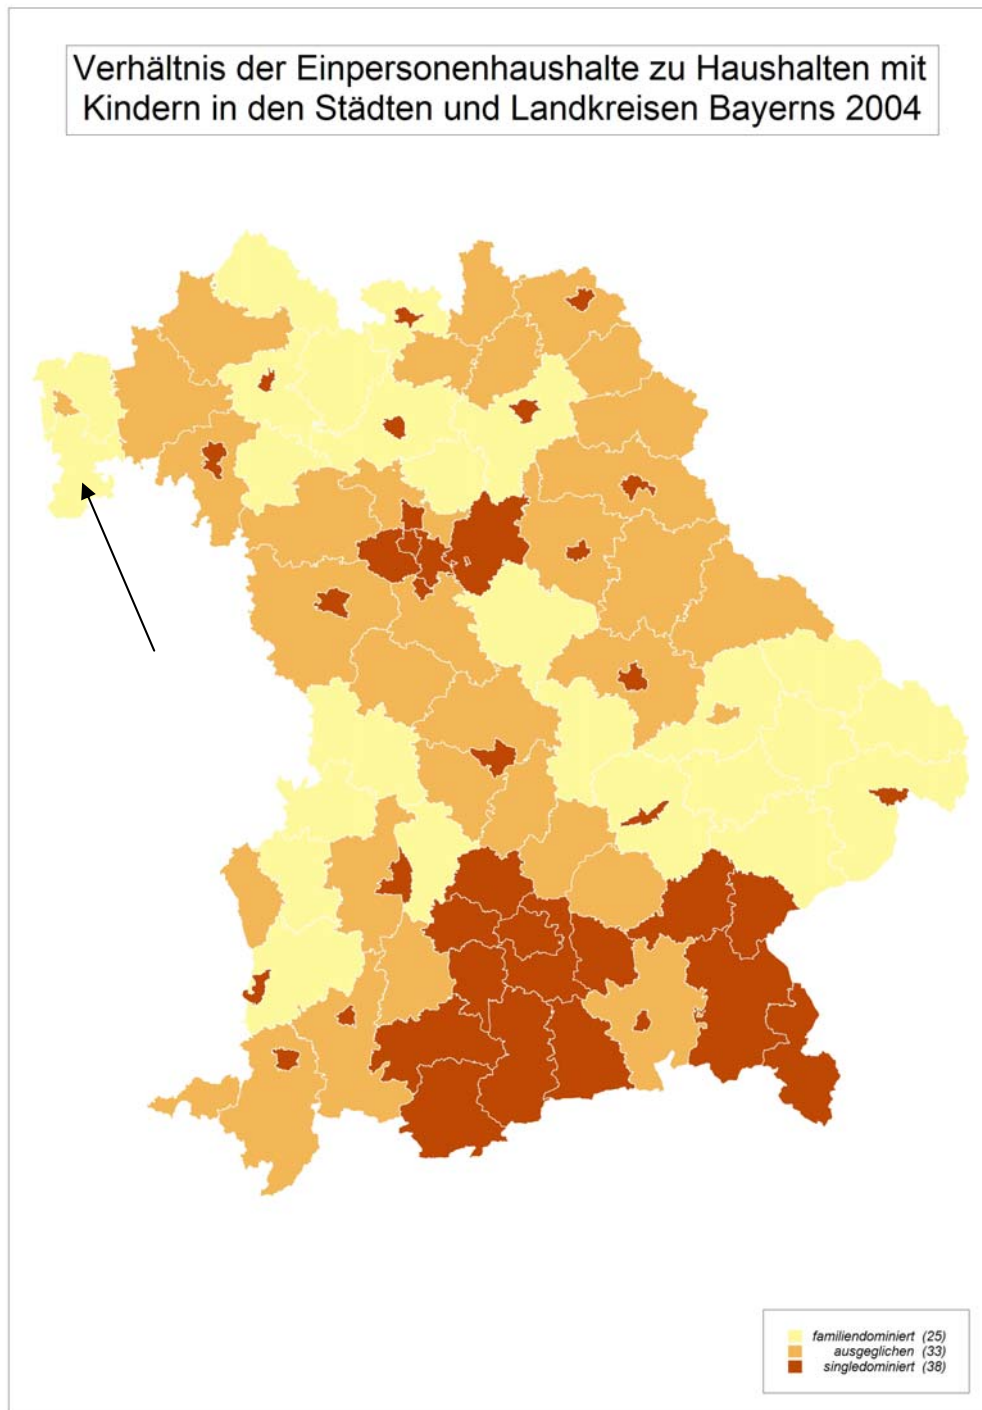 Verhältnis der Einpersonenhaushalte zu Haushalten mit
Kindern in den Städten und Landkreisen Bayerns 2004
familiendominiert (25)
ausgeglichen (33)
singledominiert (38)